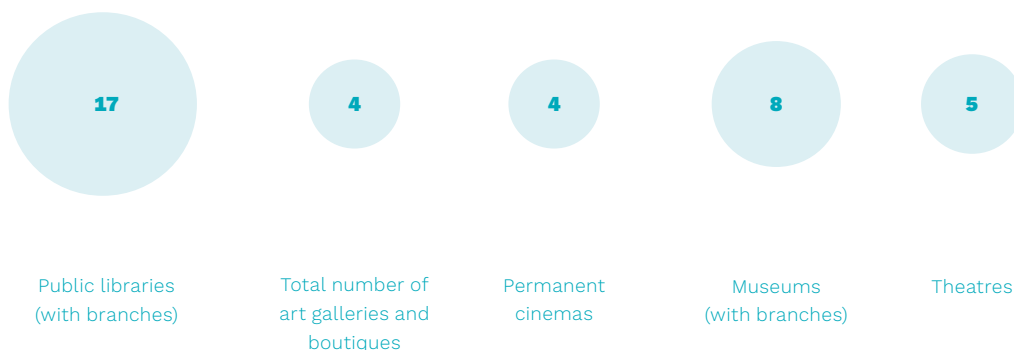 17
4
4
8
5
Public libraries
(with branches)
Total number of
art galleries and
boutiques
Permanent
cinemas
Museums
(with branches)
Theatres